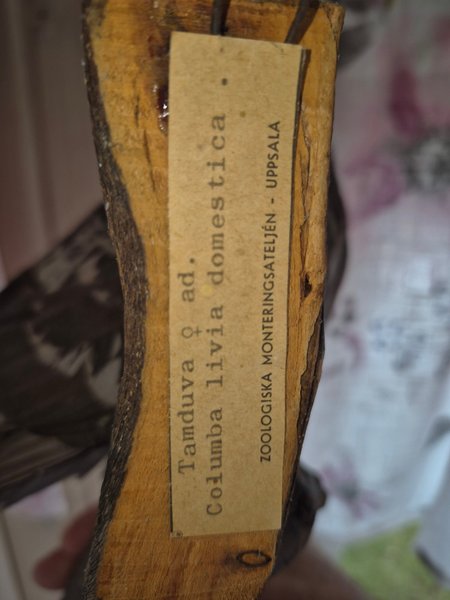 Tamduva ♀ ad.
Columba livia domestica .
ZOOLOGISKA MONTERINGSATELJÉN - UPPSALA